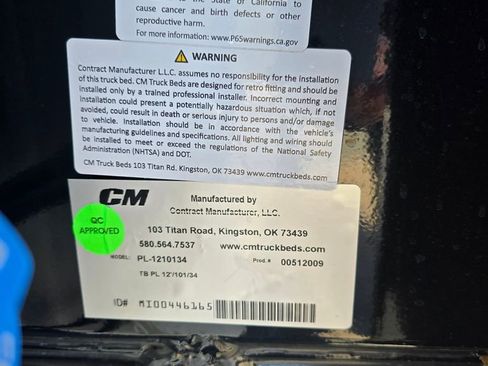 the State of California to
cause cancer and birth defects or other
reproductive harm.
For more information: www.P65warnings.ca.gov
WARNING
Contract Manufacturer L.L.C. assumes no responsibility for the installation
of this truck bed. CM Truck Beds are designed for retro fitting and should be
installed only by a trained professional installer. Incorrect mounting and
installation could present a potentially hazardous situation which, if not
avoided, could result in death or serious injury to persons and/or damage
to vehicle. Installation should be in accordance with the vehicle's
manufacturing guidelines and specifications. All lighting and wiring should
be installed to meet or exceed the regulations of the National Safety
Administration (NHTSA) and DOT.
CM Truck Beds 103 Titan Rd. Kingston, OK 73439 www.cmtruckbeds.com
CM Manufactured by
Contract Manufacturer, LLC.
QC
APPROVED
103 Titan Road, Kingston, OK 73439
580.564.7537 www.cmtruckbeds.com
MODEL: PL-1210134 Prod. # 00512009
TB PL 12'/101/34
ID# MI00446165